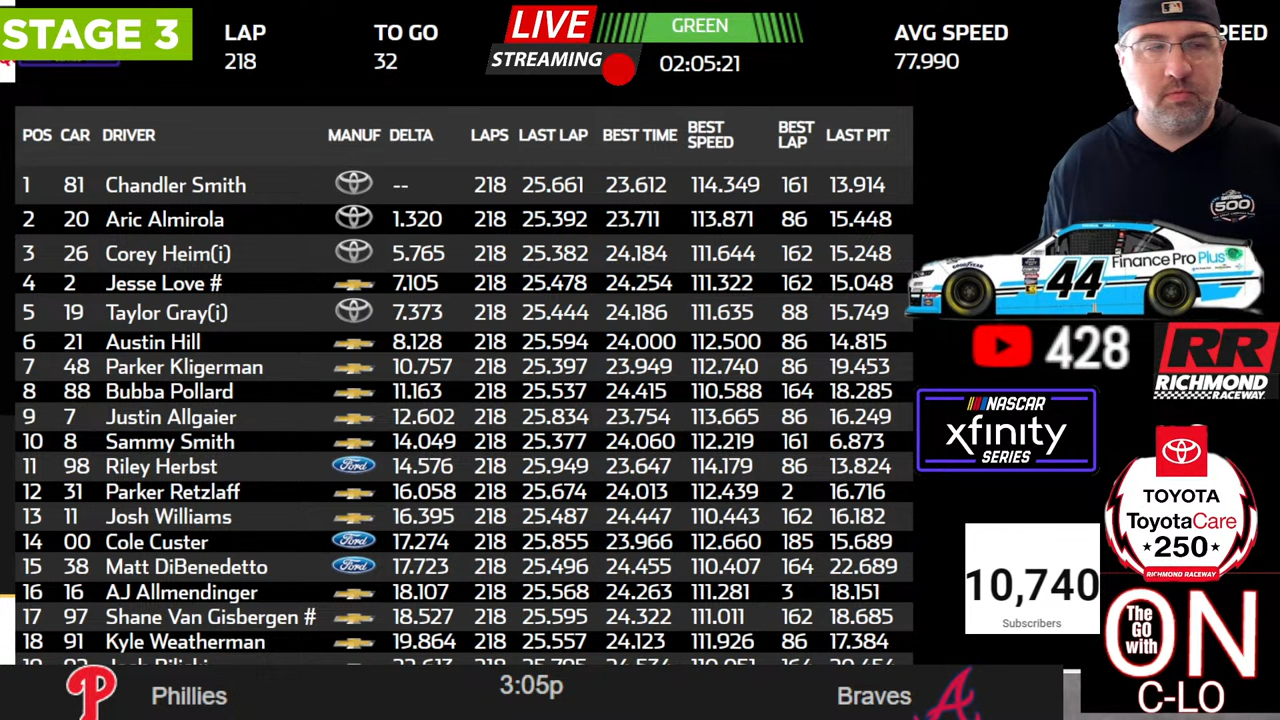 STAGE 3
LAP
218
TO GO
32
LIVE
STREAMING
GREEN
02:05:21
AVG SPEED
77.990
EED
POS CAR DRIVER MANUF DELTA LAPS LAST LAP BEST TIME BEST SPEED BEST LAP LAST PIT
1 81 Chandler Smith -- 218 25.661 23.612 114.349 161 13.914
2 20 Aric Almirola 1.320 218 25.392 23.711 113.871 86 15.448
3 26 Corey Heim(i) 5.765 218 25.382 24.184 111.644 162 15.248
4 2 Jesse Love # 7.105 218 25.478 24.254 111.322 162 15.048
5 19 Taylor Gray(i) 7.373 218 25.444 24.186 111.635 88 15.749
6 21 Austin Hill 8.128 218 25.594 24.000 112.500 86 14.815
7 48 Parker Kligerman 10.757 218 25.397 23.949 112.740 86 19.453
8 88 Bubba Pollard 11.163 218 25.537 24.415 110.588 164 18.285
9 7 Justin Allgaier 12.602 218 25.834 23.754 113.665 86 16.249
10 8 Sammy Smith 14.049 218 25.377 24.060 112.219 161 6.873
11 98 Riley Herbst Ford 14.576 218 25.949 23.647 114.179 86 13.824
12 31 Parker Retzlaff 16.058 218 25.674 24.013 112.439 2 16.716
13 11 Josh Williams 16.395 218 25.487 24.447 110.443 162 16.182
14 00 Cole Custer Ford 17.274 218 25.855 23.966 112.660 185 15.689
15 38 Matt DiBenedetto Ford 17.723 218 25.496 24.455 110.407 164 22.689
16 16 AJ Allmendinger 18.107 218 25.568 24.263 111.281 3 18.151
17 97 Shane Van Gisbergen # 18.527 218 25.595 24.322 111.011 162 18.685
18 91 Kyle Weatherman 19.864 218 25.557 24.123 111.926 86 17.384
500
44
Finance Pro Plus
428
RR
RICHMOND
RACEWAY
NASCAR
xfinity
SERIES
TOYOTA
ToyotaCare
250
RICHMOND RACEWAY
10,740
Subscribers
The GO with
ON
C-LO
P
Phillies
3:05p
Braves
A